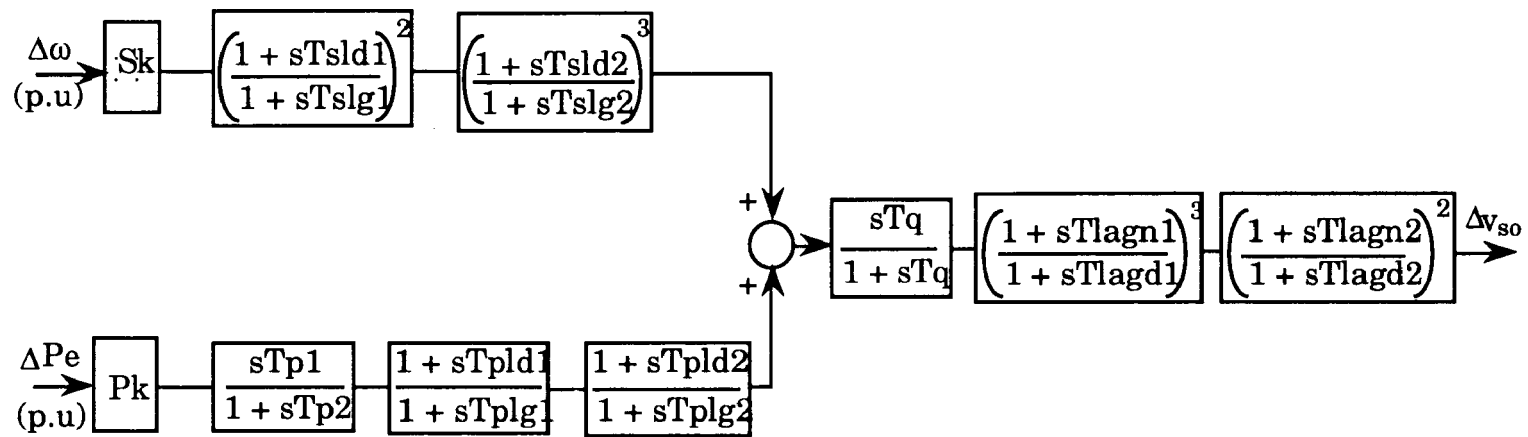 Δω
(p.u)
Sk
(1 + sTsld1 / 1 + sTslg1)²
(1 + sTsld2 / 1 + sTslg2)³
+
+
sTq
1 + sTq
(1 + sTlagn1 / 1 + sTlagd1)³
(1 + sTlagn2 / 1 + sTlagd2)²
Δv_so
ΔPe
(p.u)
Pk
sTp1
1 + sTp2
1 + sTpld1
1 + sTplg1
1 + sTpld2
1 + sTplg2